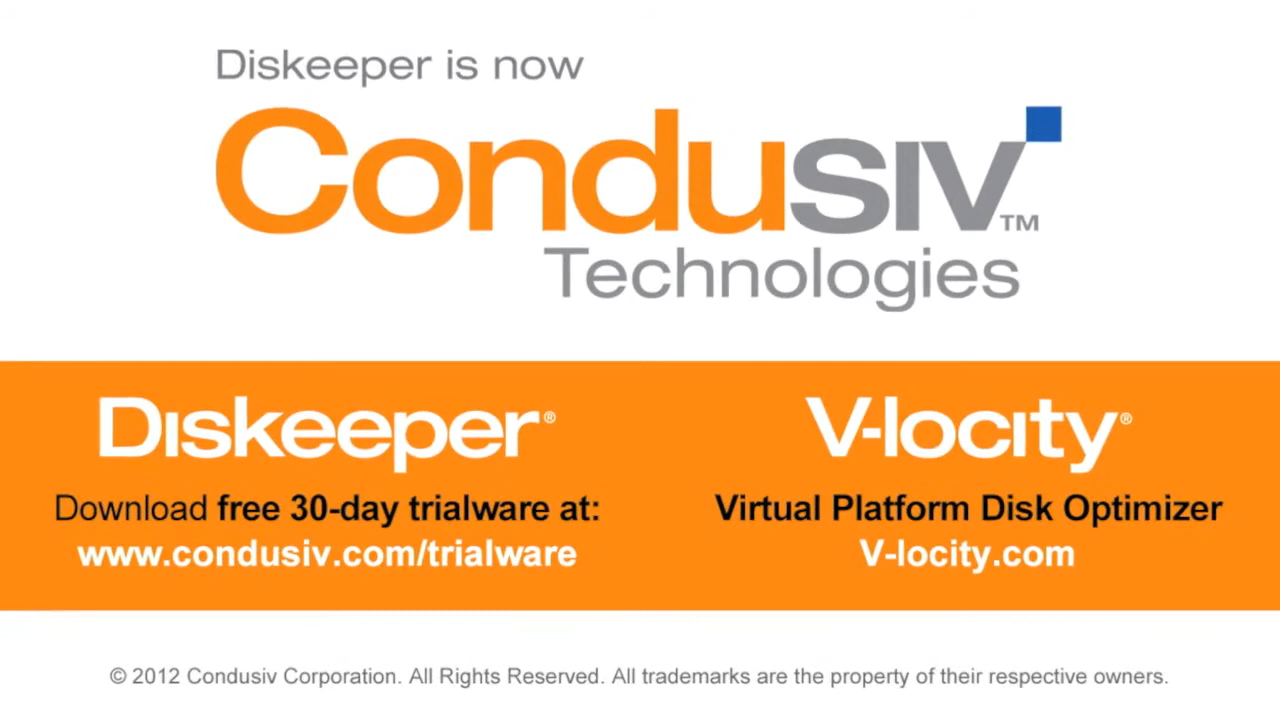 Diskeeper is now
Condusiv™
Technologies
Diskeeper®
Download free 30-day trialware at:
www.condusiv.com/trialware
V-locity®
Virtual Platform Disk Optimizer
V-locity.com
© 2012 Condusiv Corporation. All Rights Reserved. All trademarks are the property of their respective owners.